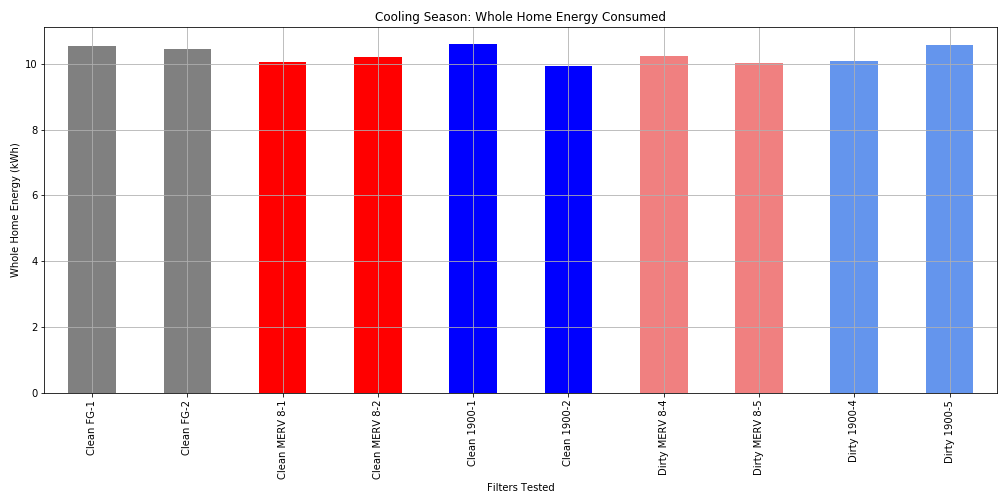 Cooling Season: Whole Home Energy Consumed
Whole Home Energy (kWh)
10
8
6
4
2
0
Clean FG-1
Clean FG-2
Clean MERV 8-1
Clean MERV 8-2
Clean 1900-1
Clean 1900-2
Dirty MERV 8-4
Dirty MERV 8-5
Dirty 1900-4
Dirty 1900-5
Filters Tested